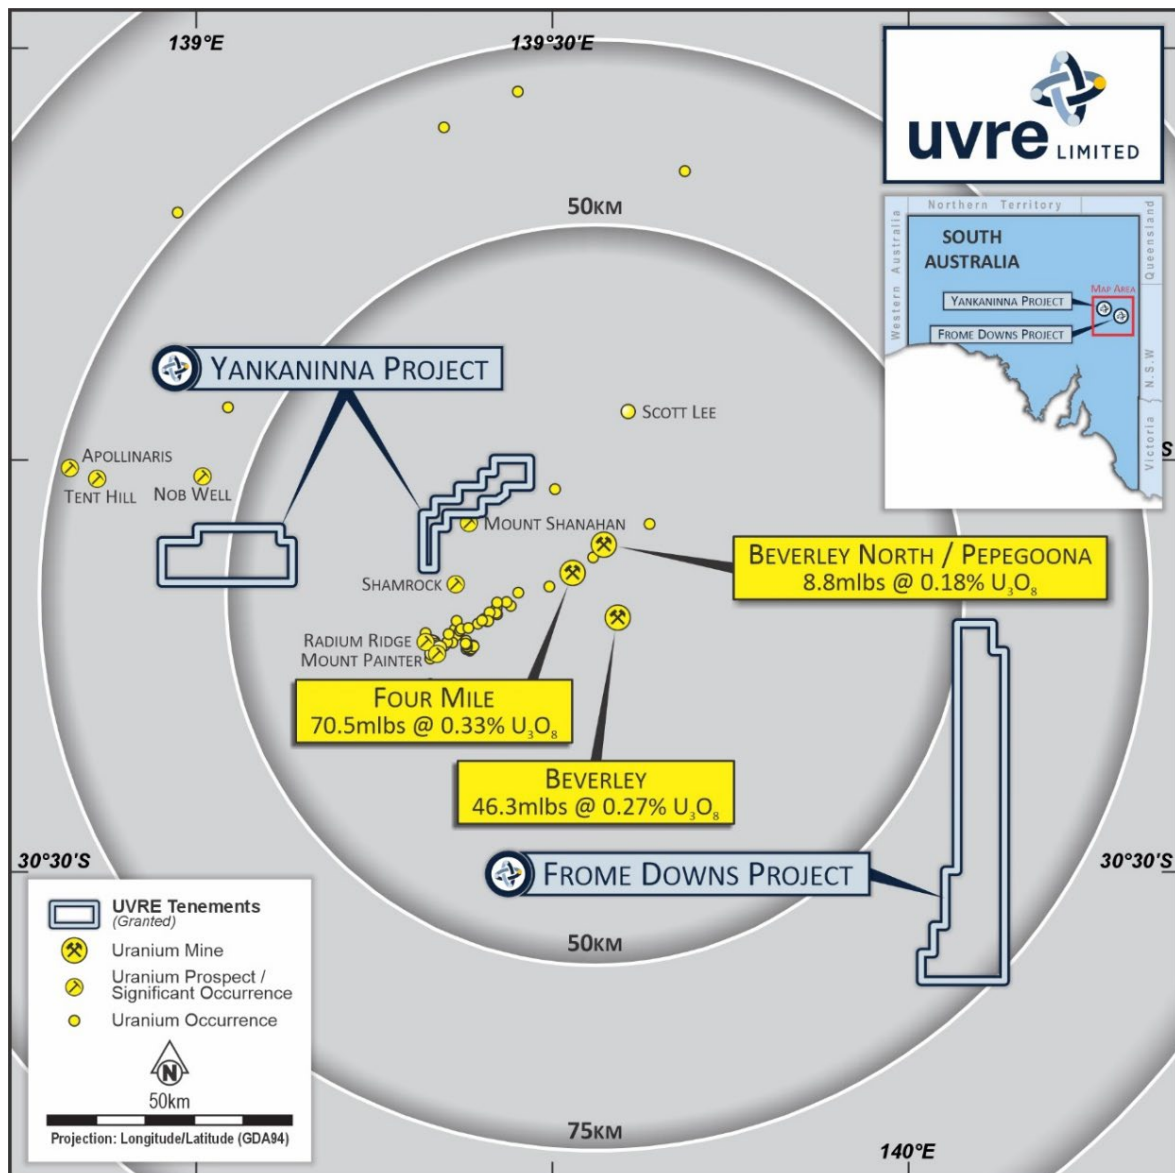 139°E
139°30'E
uvre
LIMITED
50KM
Northern Territory
Western Australia
SOUTH
AUSTRALIA
Queensland
MAP AREA
YANKANINNA PROJECT
FROME DOWNS PROJECT
N.S.W
Victoria
YANKANINNA PROJECT
SCOTT LEE
S
APOLLINARIS
TENT HILL
NOB WELL
MOUNT SHANAHAN
BEVERLEY NORTH / PEPEGOONA
8.8mlbs @ 0.18% U₃O₈
SHAMROCK
RADIUM RIDGE
MOUNT PAINTER
FOUR MILE
70.5mlbs @ 0.33% U₃O₈
BEVERLEY
46.3mlbs @ 0.27% U₃O₈
30°30'S
30°30'S
FROME DOWNS PROJECT
UVRE Tenements
(Granted)
Uranium Mine
Uranium Prospect /
Significant Occurrence
Uranium Occurrence
N
50km
Projection: Longitude/Latitude (GDA94)
50KM
75KM
140°E